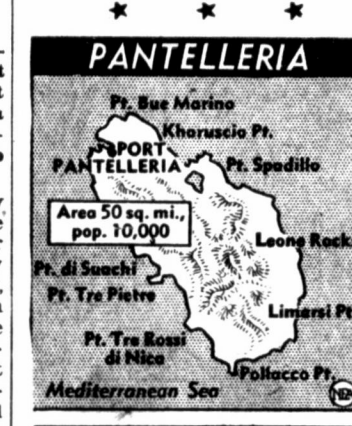 PANTELLERIA
Pt. Bue Marino
Kharuscia Pt.
PORT
PANTELLERIA
Pt. Spadillo
Area 50 sq. mi.,
pop. 10,000
Leone Rock
Pt. di Suachi
Pt. Tre Pietre
Limarsi Pt.
Pt. Tre Rossi
di Nica
Pollacco Pt.
Mediterranean Sea